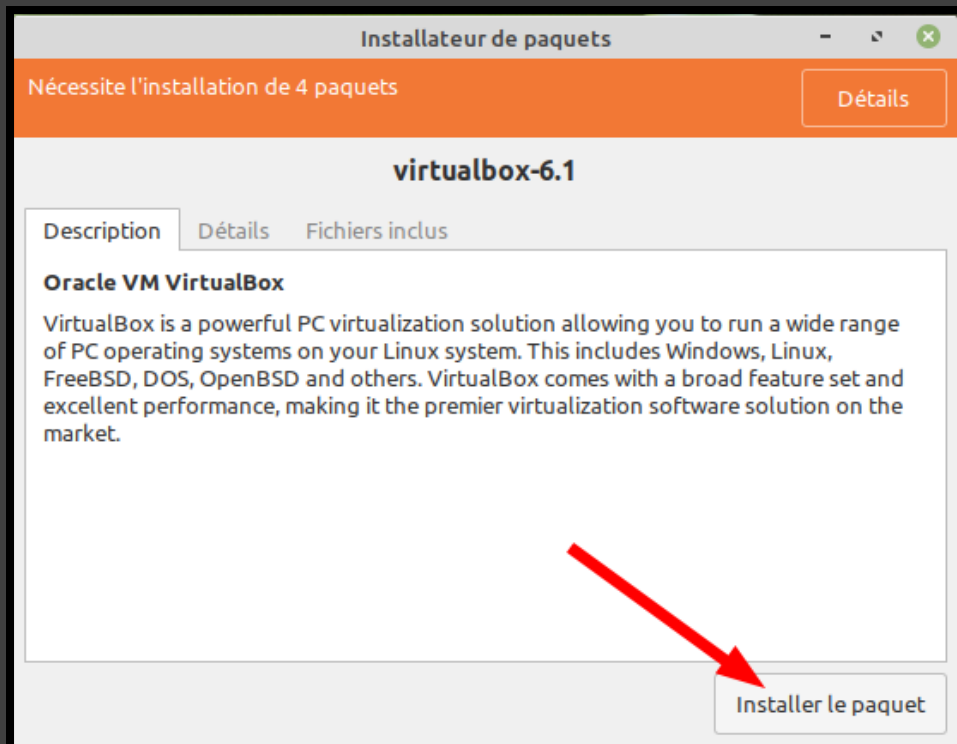 Installateur de paquets
Nécessite l'installation de 4 paquets
Détails
virtualbox-6.1
Description Détails Fichiers inclus
Oracle VM VirtualBox
VirtualBox is a powerful PC virtualization solution allowing you to run a wide range
of PC operating systems on your Linux system. This includes Windows, Linux,
FreeBSD, DOS, OpenBSD and others. VirtualBox comes with a broad feature set and
excellent performance, making it the premier virtualization software solution on the
market.
Installer le paquet